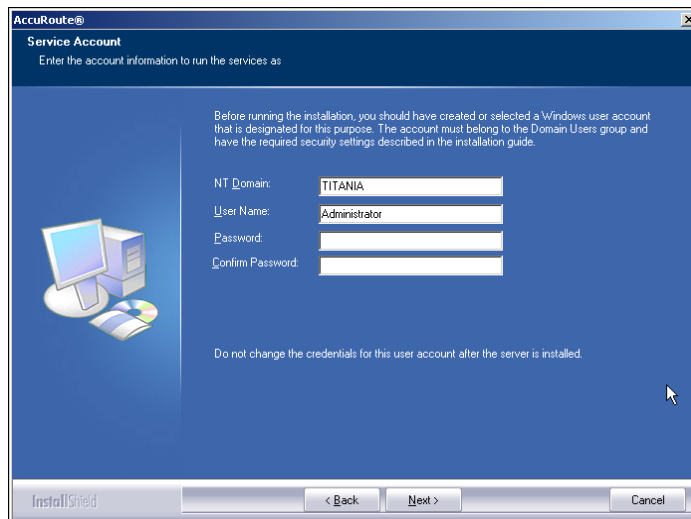 AccuRoute®
Service Account
Enter the account information to run the services as
Before running the installation, you should have created or selected a Windows user account
that is designated for this purpose. The account must belong to the Domain Users group and
have the required security settings described in the installation guide.
NT Domain:
TITANIA
User Name:
Administrator
Password:
Confirm Password:
Do not change the credentials for this user account after the server is installed.
InstallShield
< Back
Next >
Cancel